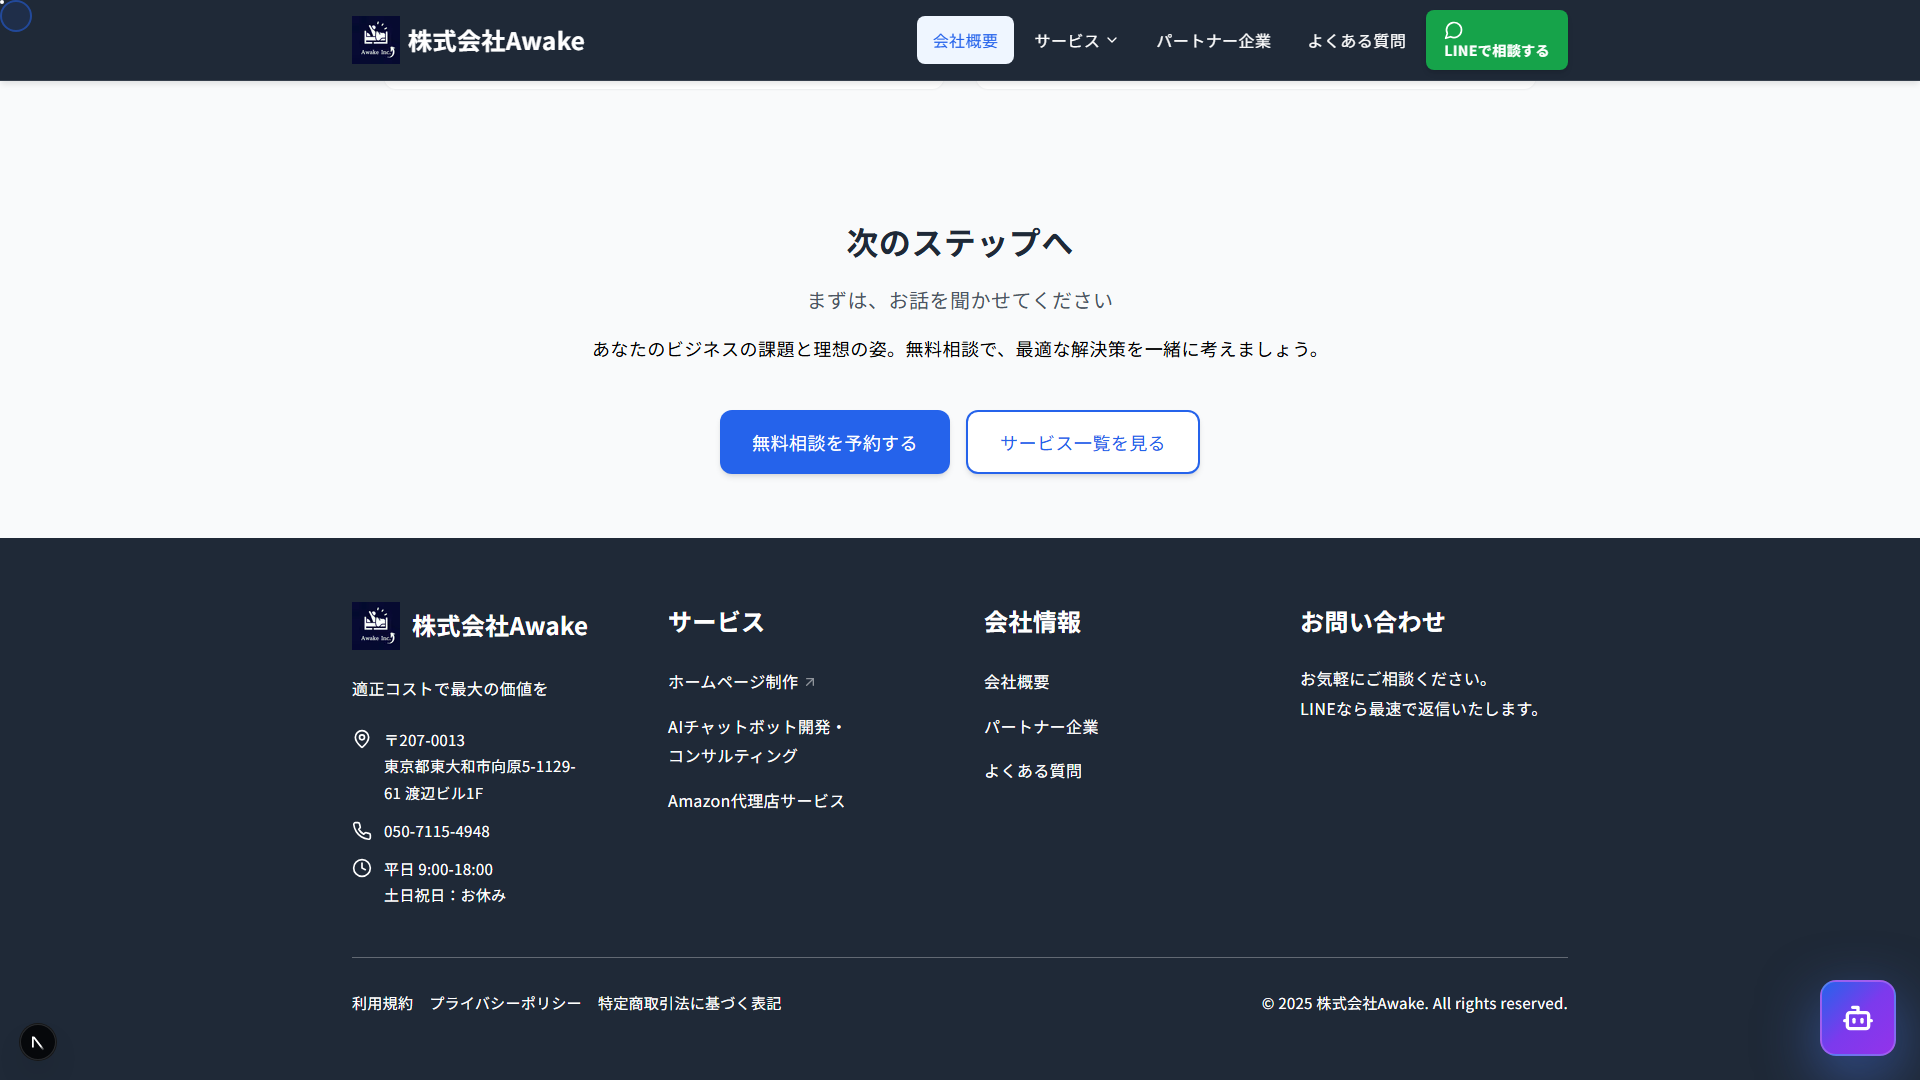 Awake Inc.
株式会社Awake
会社概要
サービス
パートナー企業
よくある質問
LINEで相談する
次のステップへ
まずは、お話を聞かせてください
あなたのビジネスの課題と理想の姿。無料相談で、最適な解決策を一緒に考えましょう。
無料相談を予約する
サービス一覧を見る
Awake Inc.
株式会社Awake
適正コストで最大の価値を
〒207-0013
東京都東大和市向原5-1129-
61 渡辺ビル1F
050-7115-4948
平日 9:00-18:00
土日祝日：お休み
サービス
ホームページ制作
AIチャットボット開発・
コンサルティング
Amazon代理店サービス
会社情報
会社概要
パートナー企業
よくある質問
お問い合わせ
お気軽にご相談ください。
LINEなら最速で返信いたします。
利用規約 プライバシーポリシー 特定商取引法に基づく表記
© 2025 株式会社Awake. All rights reserved.